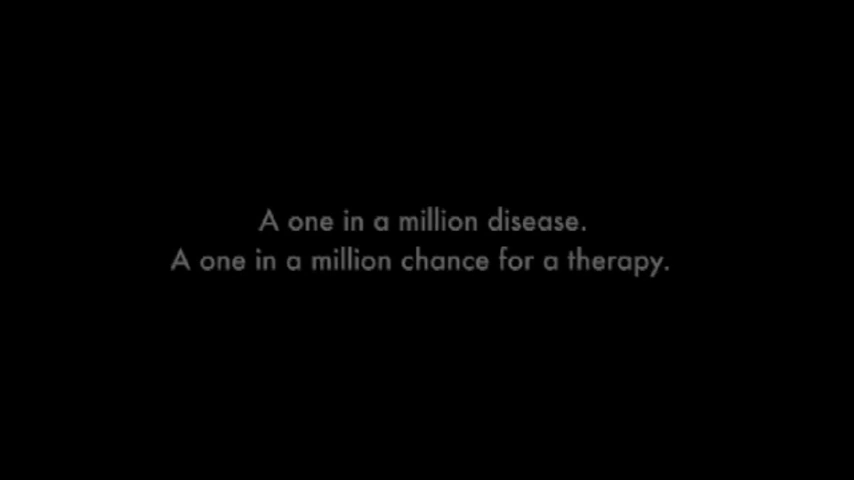 A one in a million disease.
A one in a million chance for a therapy.